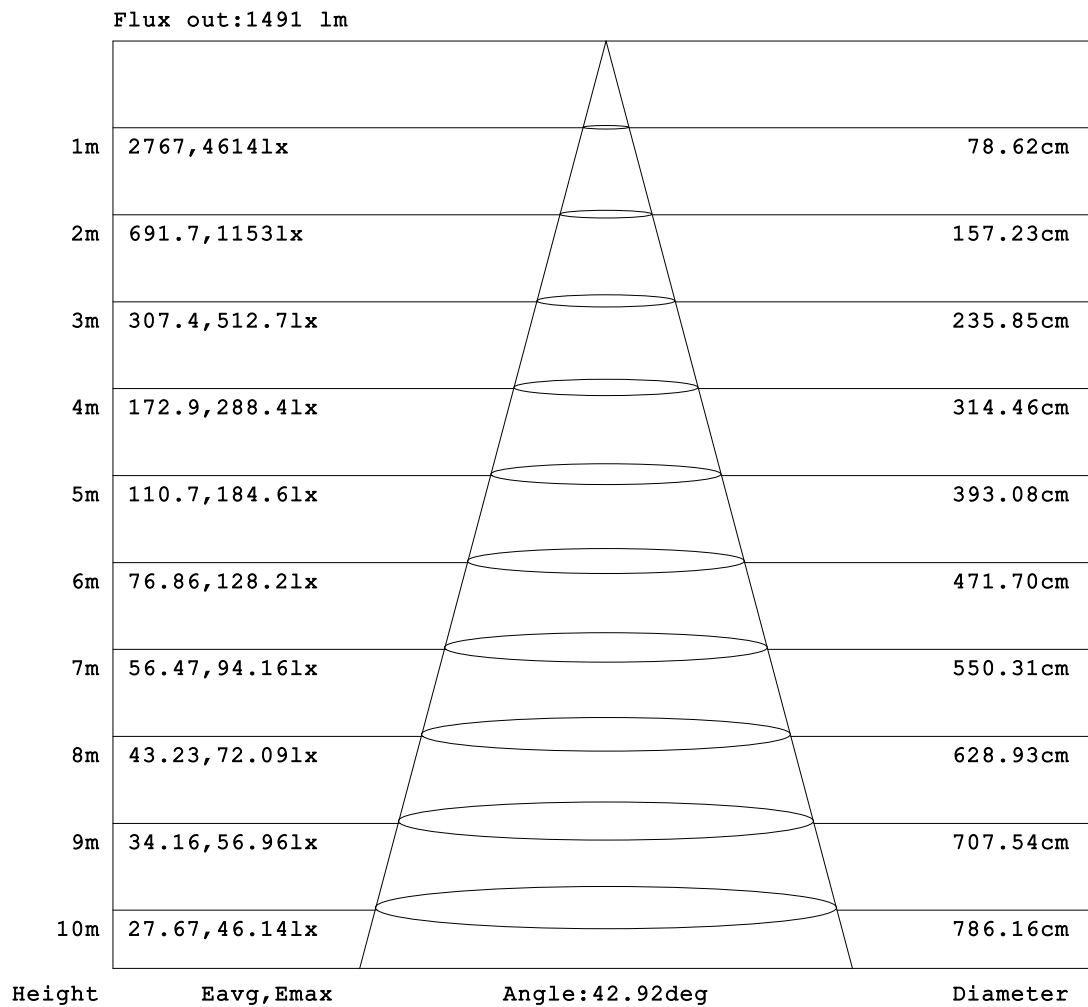 Flux out:1491 lm
1m 2767,4614lx 78.62cm
2m 691.7,1153lx 157.23cm
3m 307.4,512.7lx 235.85cm
4m 172.9,288.4lx 314.46cm
5m 110.7,184.6lx 393.08cm
6m 76.86,128.2lx 471.70cm
7m 56.47,94.16lx 550.31cm
8m 43.23,72.09lx 628.93cm
9m 34.16,56.96lx 707.54cm
10m 27.67,46.14lx 786.16cm
Height Eavg,Emax Angle:42.92deg Diameter